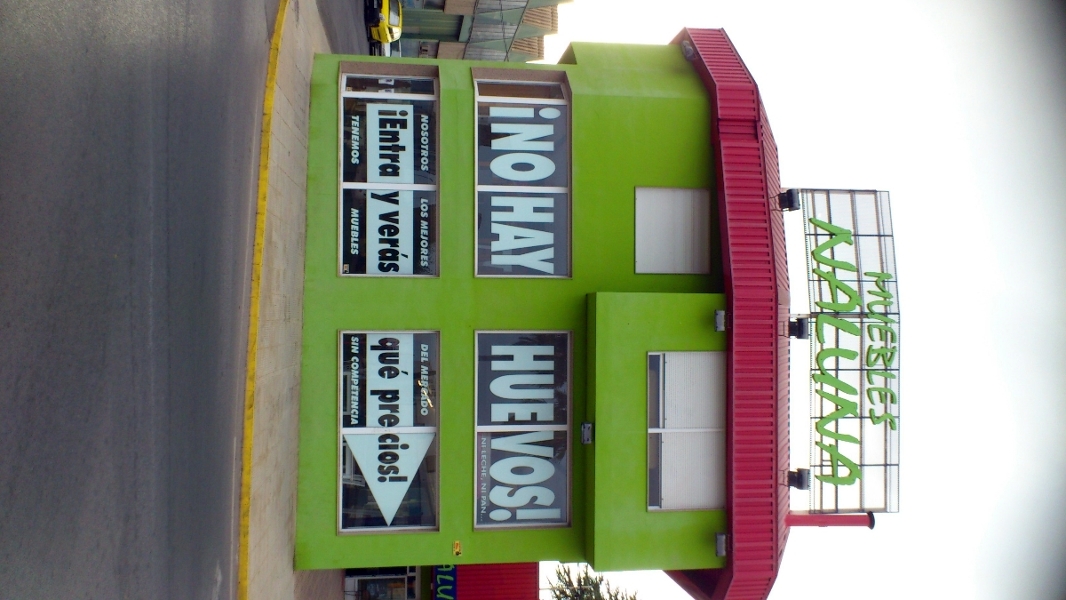 MUEBLES
NALUNA
¡NO HAY HUEVOS!
NI LECHE, NI PAN...
NOSOTROS LOS MEJORES DEL MERCADO
¡Entra y verás qué precios!
TENEMOS MUEBLES SIN COMPETENCIA